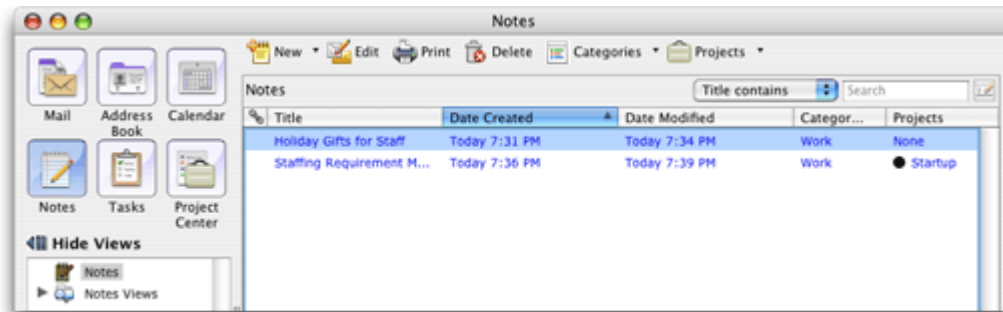 Notes
New Edit Print Delete Categories Projects
Notes Title contains Search
Title Date Created Date Modified Categor... Projects
Holiday Gifts for Staff Today 7:31 PM Today 7:34 PM Work None
Staffing Requirement M... Today 7:36 PM Today 7:39 PM Work Startup
Mail Address Book Calendar
Notes Tasks Project Center
Hide Views
Notes
Notes Views